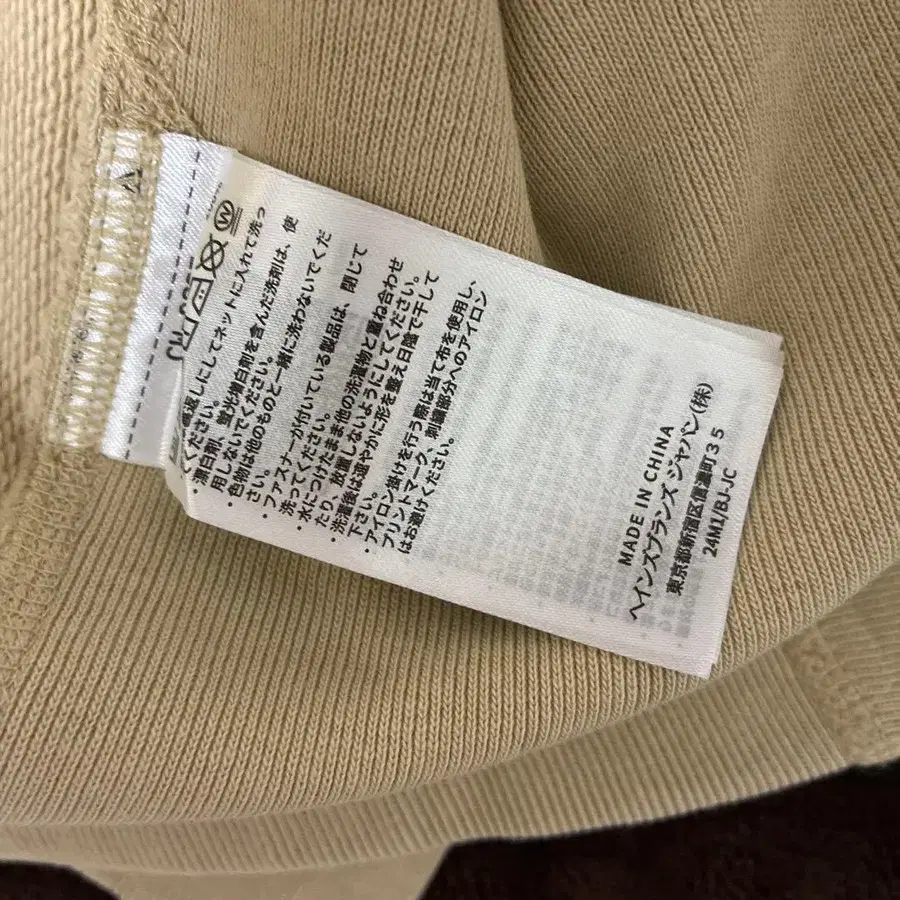 裏返しにしてネットに入れて洗っ
てください。
・漂白剤、蛍光増白剤を含んだ洗剤は、使
用しないでください。
色物は他のものと一緒に洗わないでくだ
さい。
・ファスナーが付いている製品は、閉じて
洗ってください。
・水につけたまま他の洗濯物と重ね合わせ
たり、放置しないようにしてください。
・洗濯後は速やかに形を整え日陰で干して
下さい。
・アイロン掛けを行う際は当て布を使用し、
プリントマーク、刺繍部分へのアイロン
はお避けください。
MADE IN CHINA
ヘインズブランズ ジャパン(株)
東京都新宿区信濃町35
24M1/BJ-JC